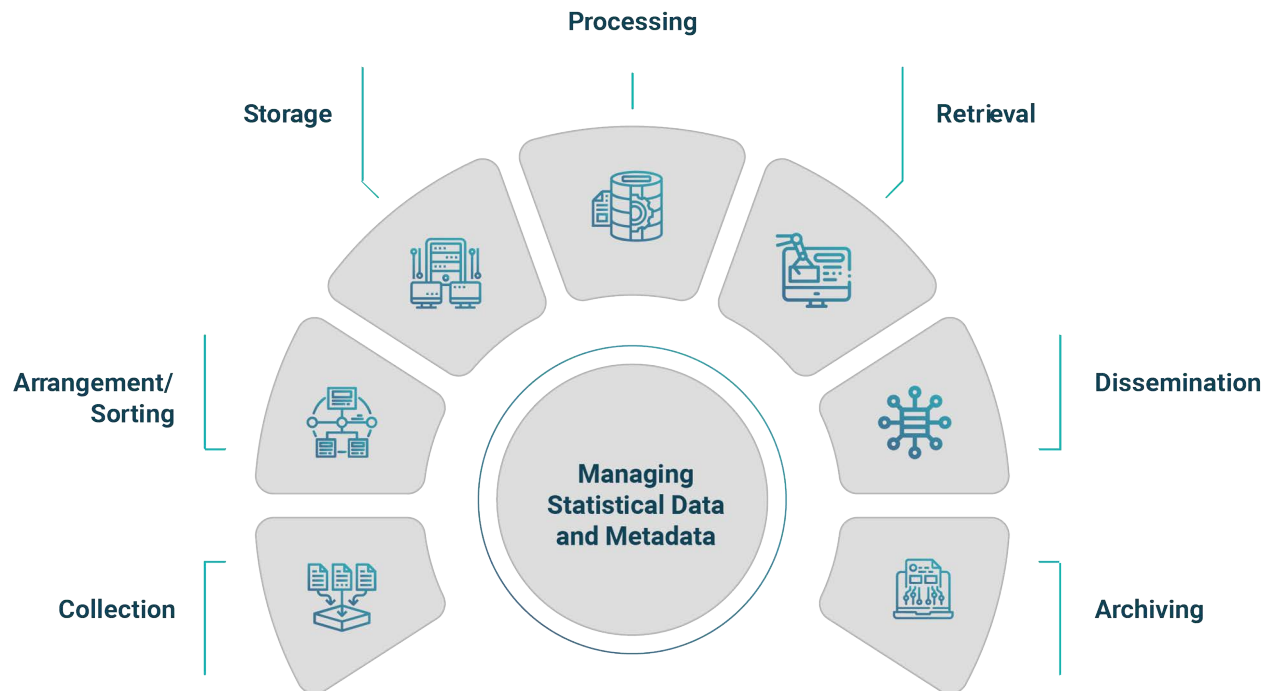 Processing
Storage
Retrieval
Arrangement/
Sorting
Dissemination
Managing
Statistical Data
and Metadata
Collection
Archiving